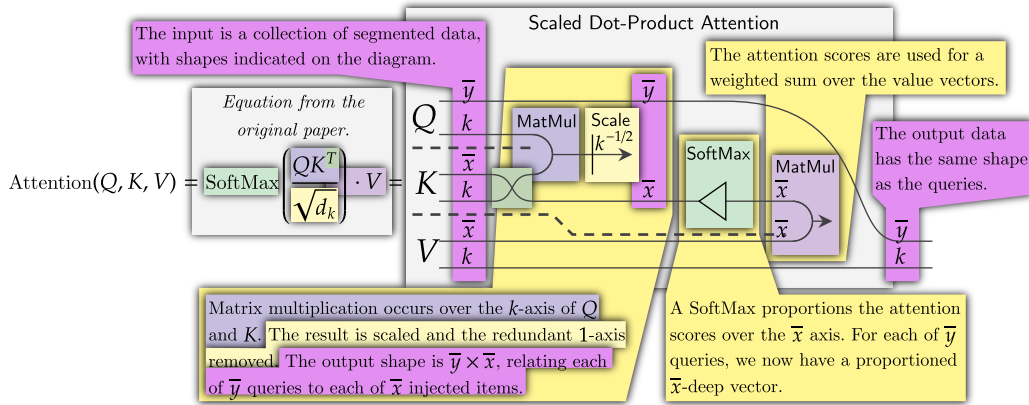 Scaled Dot-Product Attention
The input is a collection of segmented data,
with shapes indicated on the diagram.
The attention scores are used for a
weighted sum over the value vectors.
Equation from the
original paper.
Attention(Q, K, V) = SoftMax(QK^T / √d_k) · V =
Q
K
V
y̅
k
x̅
k
x̅
k
MatMul
Scale
k^{-1/2}
y̅
x̅
SoftMax
MatMul
x̅
x̅
The output data
has the same shape
as the queries.
y̅
k
Matrix multiplication occurs over the k-axis of Q
and K. The result is scaled and the redundant 1-axis
removed. The output shape is y̅ × x̅, relating each
of y̅ queries to each of x̅ injected items.
A SoftMax proportions the attention
scores over the x̅ axis. For each of y̅
queries, we now have a proportioned
x̅-deep vector.